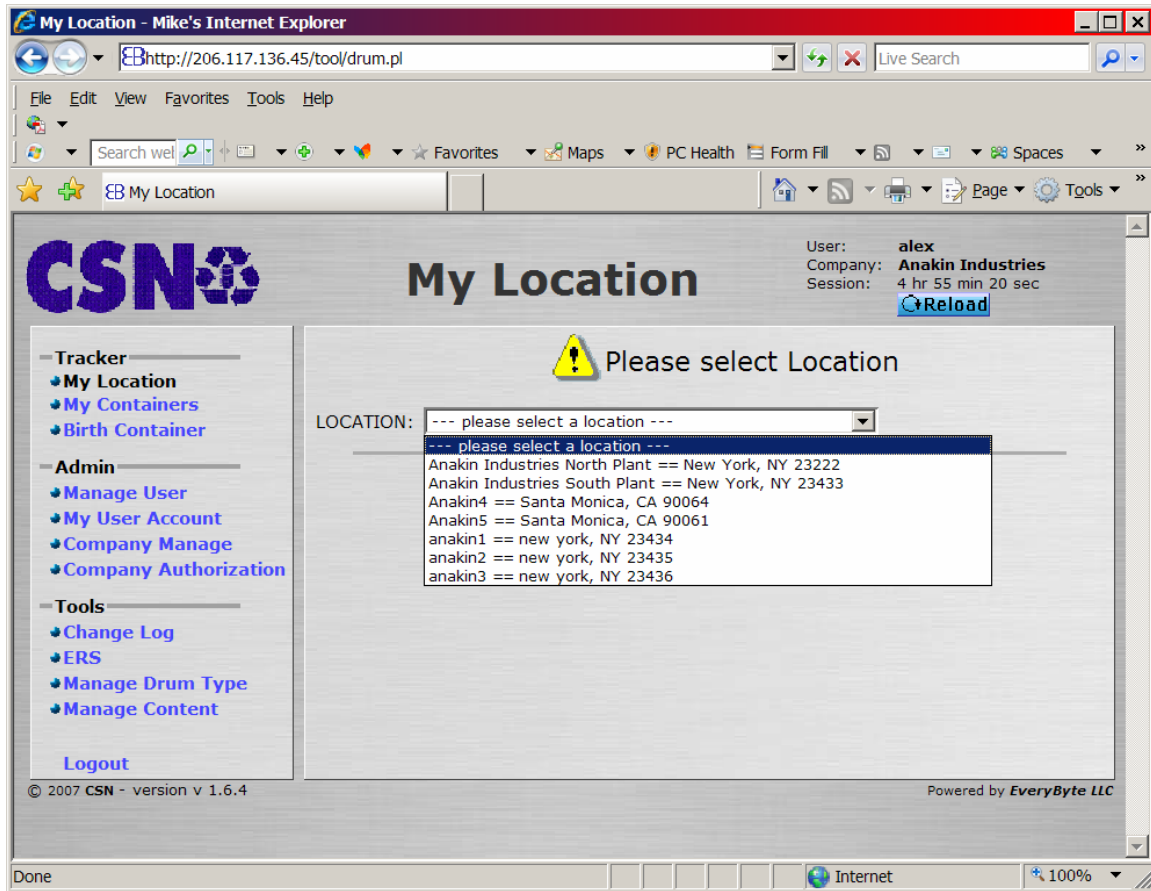 My Location - Mike's Internet Explorer
http://206.117.136.45/tool/drum.pl
Live Search
File Edit View Favorites Tools Help
Search wel
Favorites Maps PC Health Form Fill Spaces »
My Location
Page Tools »
CSN
My Location
User: alex
Company: Anakin Industries
Session: 4 hr 55 min 20 sec
Reload
Tracker
My Location
My Containers
Birth Container
Admin
Manage User
My User Account
Company Manage
Company Authorization
Tools
Change Log
ERS
Manage Drum Type
Manage Content
Logout
Please select Location
LOCATION: --- please select a location ---
--- please select a location ---
Anakin Industries North Plant == New York, NY 23222
Anakin Industries South Plant == New York, NY 23433
Anakin4 == Santa Monica, CA 90064
Anakin5 == Santa Monica, CA 90061
anakin1 == new york, NY 23434
anakin2 == new york, NY 23435
anakin3 == new york, NY 23436
© 2007 CSN - version v 1.6.4
Powered by EveryByte LLC
Done
Internet
100%